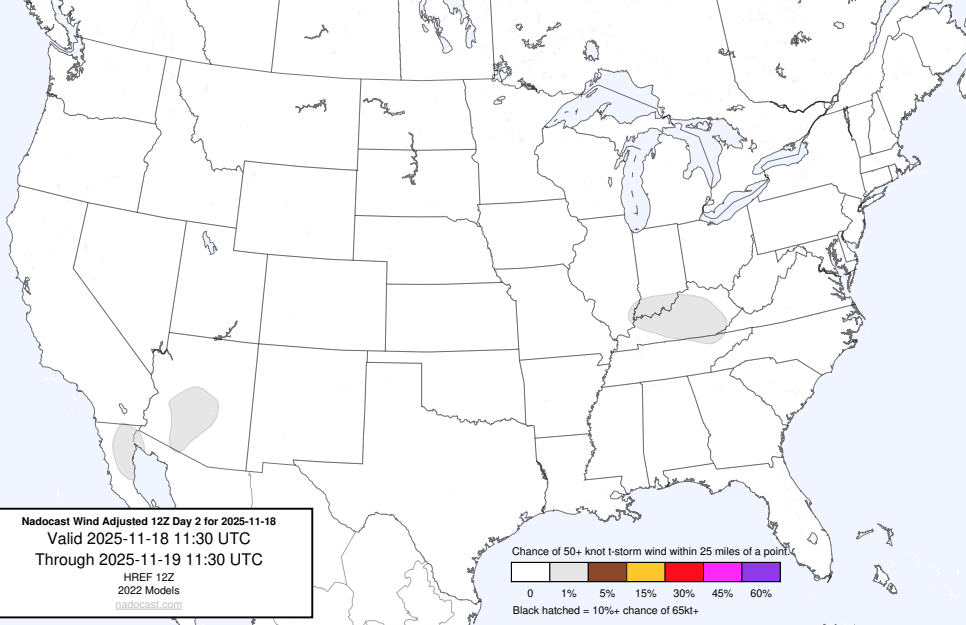 Nadocast Wind Adjusted 12Z Day 2 for 2025-11-18
Valid 2025-11-18 11:30 UTC
Through 2025-11-19 11:30 UTC
HREF 12Z
2022 Models
nadocast.com
Chance of 50+ knot t-storm wind within 25 miles of a point.
0 1% 5% 15% 30% 45% 60%
Black hatched = 10%+ chance of 65kt+